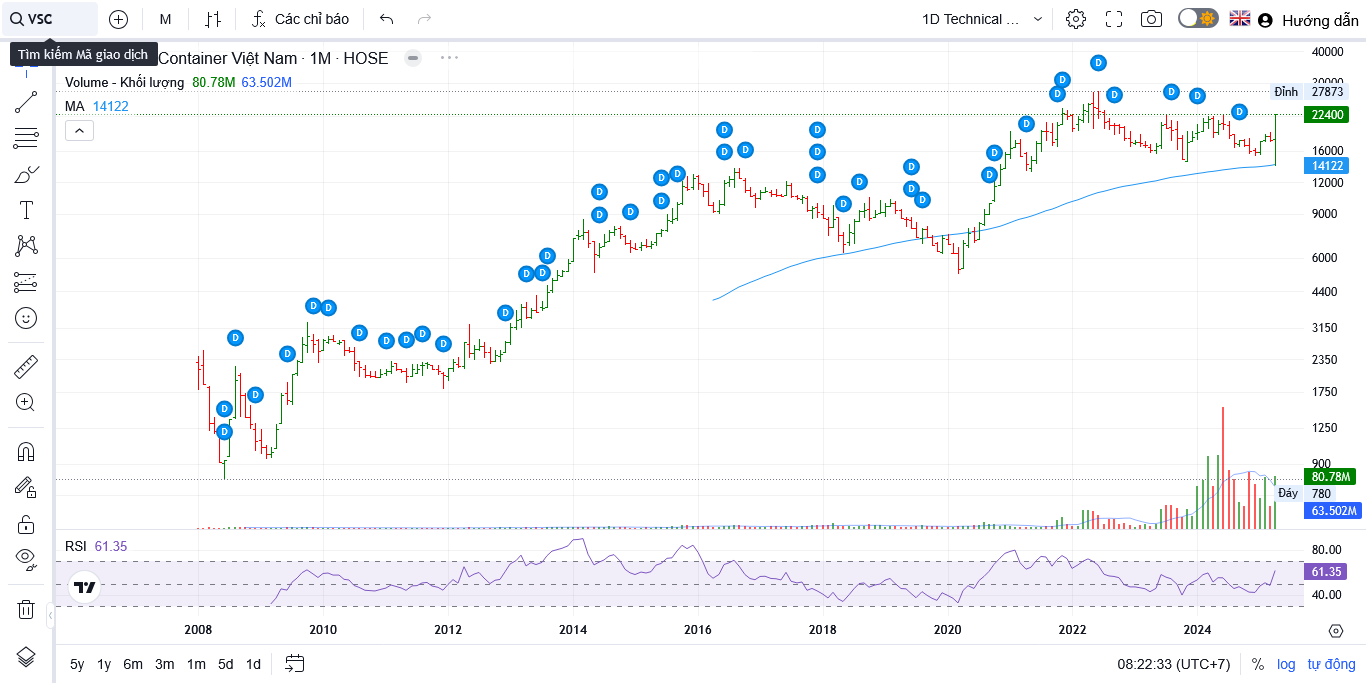 VSC
M
Các chỉ báo
1D Technical ...
Hướng dẫn
Tìm kiếm Mã giao dịch
Container Việt Nam · 1M · HOSE
Volume - Khối lượng 80.78M 63.502M
MA 14122
40000
30000
Đỉnh 27873
22400
16000
14122
12000
9000
6000
4400
3150
2350
1750
1250
900
80.78M
Đáy 780
63.502M
D D D D D D D D D D D D D D D D D D D D D D D D D D D D D D D D D D D D D D D D D D D D
RSI 61.35
80.00
61.35
40.00
2008 2010 2012 2014 2016 2018 2020 2022 2024
5y 1y 6m 3m 1m 5d 1d
08:22:33 (UTC+7) % log tự động